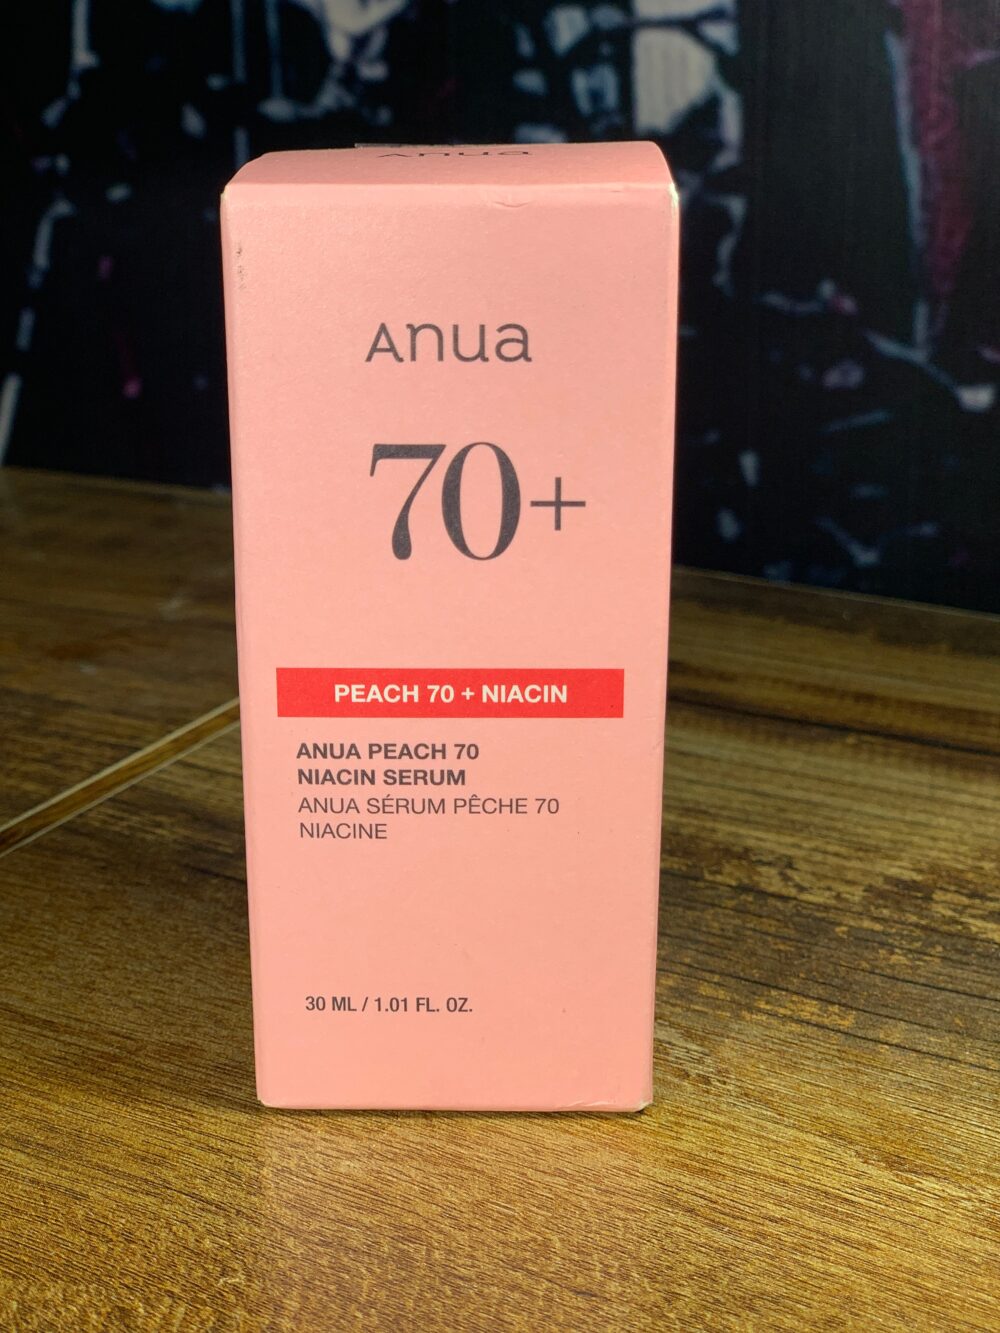 Anua
Anua
70+
PEACH 70 + NIACIN
ANUA PEACH 70
NIACIN SERUM
ANUA SÉRUM PÊCHE 70
NIACINE
30 ML / 1.01 FL. OZ.